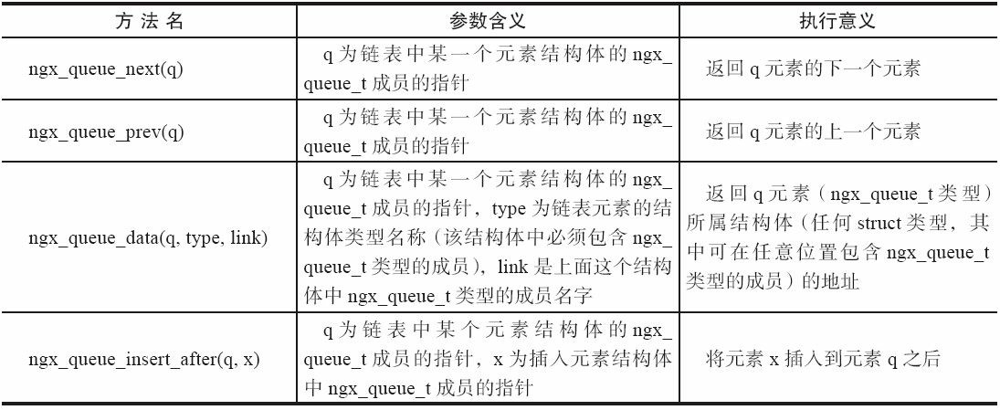 方法名
参数含义
执行意义
ngx_queue_next(q)
q 为链表中某一个元素结构体的 ngx_
queue_t 成员的指针
返回 q 元素的下一个元素
ngx_queue_prev(q)
q 为链表中某一个元素结构体的 ngx_
queue_t 成员的指针
返回 q 元素的上一个元素
ngx_queue_data(q, type, link)
q 为链表中某一个元素结构体的 ngx_
queue_t 成员的指针，type 为链表元素的结
构体类型名称（该结构体中必须包含 ngx_
queue_t 类型的成员），link 是上面这个结构
体中 ngx_queue_t 类型的成员名字
返回 q 元素（ngx_queue_t 类型）
所属结构体（任何 struct 类型，其
中可在任意位置包含 ngx_queue_t
类型的成员）的地址
ngx_queue_insert_after(q, x)
q 为链表中某个元素结构体的 ngx_
queue_t 成员的指针，x 为插入元素结构体
中 ngx_queue_t 成员的指针
将元素 x 插入到元素 q 之后